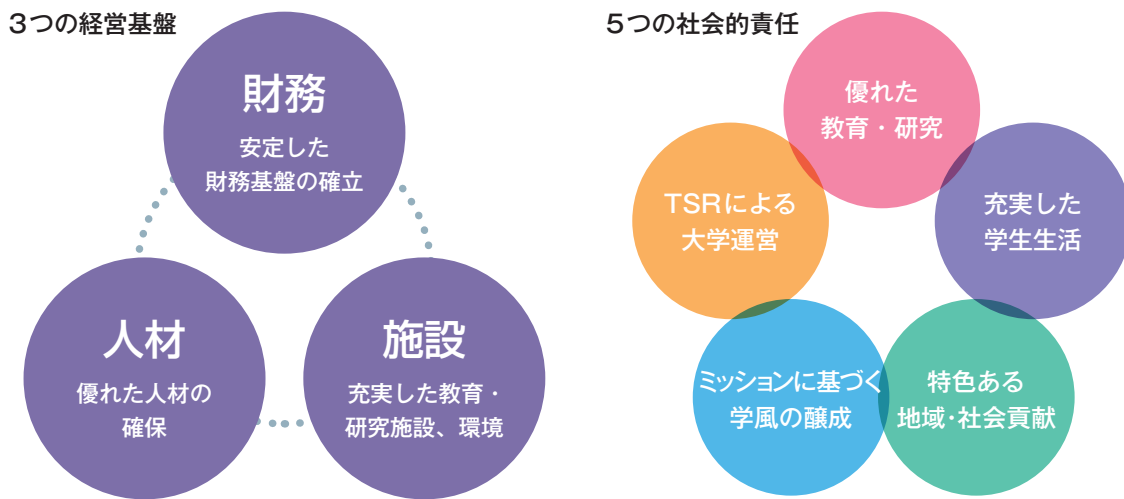 3つの経営基盤
財務
安定した
財務基盤の確立
人材
優れた人材の
確保
施設
充実した教育・
研究施設、環境
5つの社会的責任
優れた
教育・研究
充実した
学生生活
特色ある
地域・社会貢献
ミッションに基づく
学風の醸成
TSRによる
大学運営